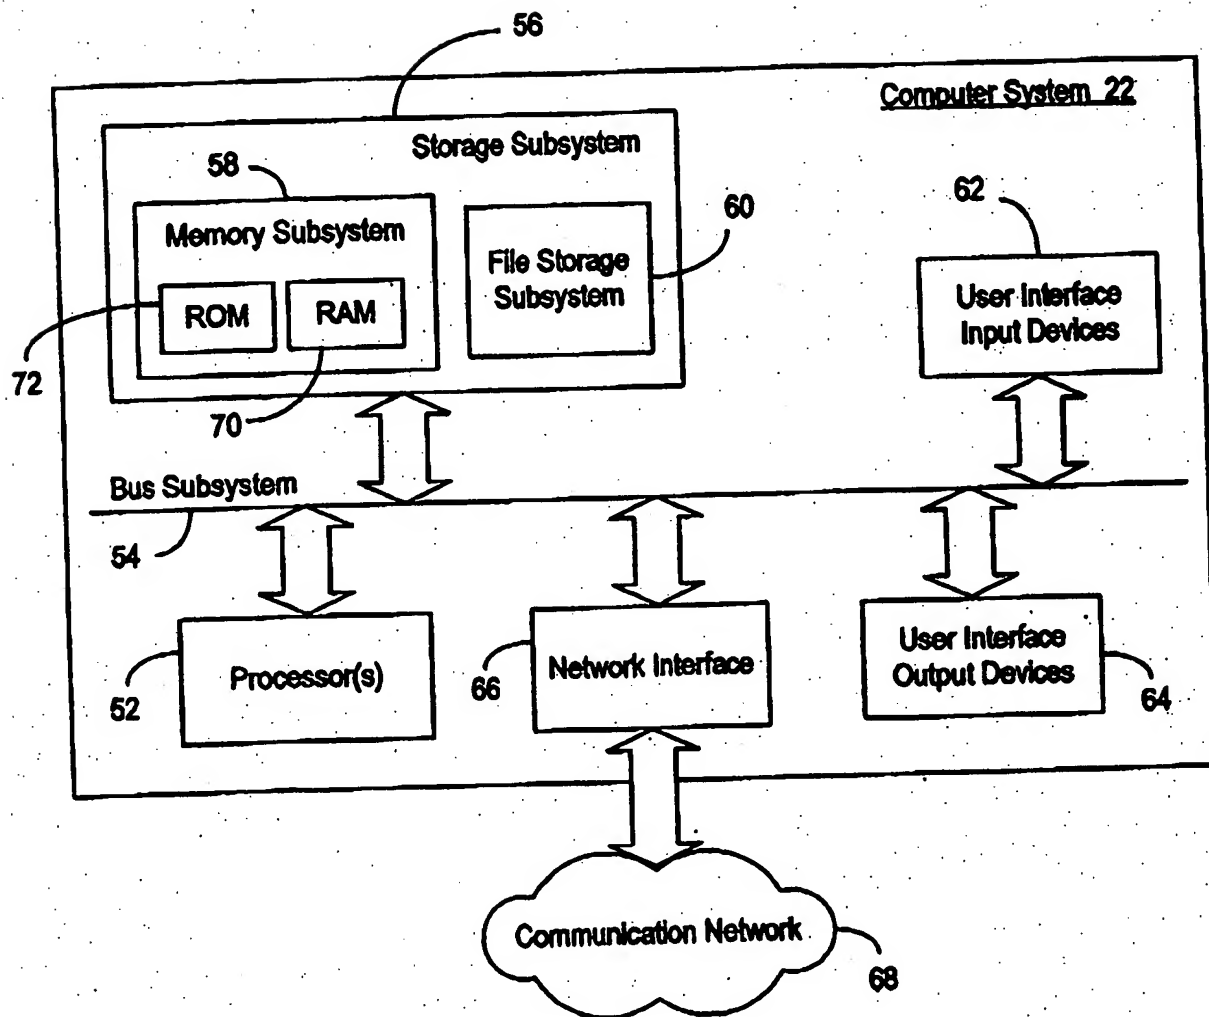 56
Computer System 22
Storage Subsystem
58
Memory Subsystem
ROM
RAM
72
70
File Storage
Subsystem
60
62
User Interface
Input Devices
Bus Subsystem
54
Processor(s)
52
Network Interface
66
User Interface
Output Devices
64
Communication Network
68